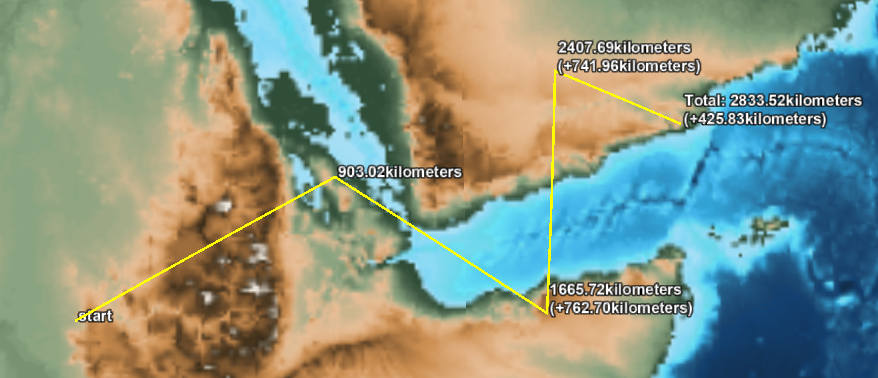 2407.69kilometers
(+741.96kilometers)
Total: 2833.52kilometers
(+425.83kilometers)
903.02kilometers
1665.72kilometers
(+762.70kilometers)
start